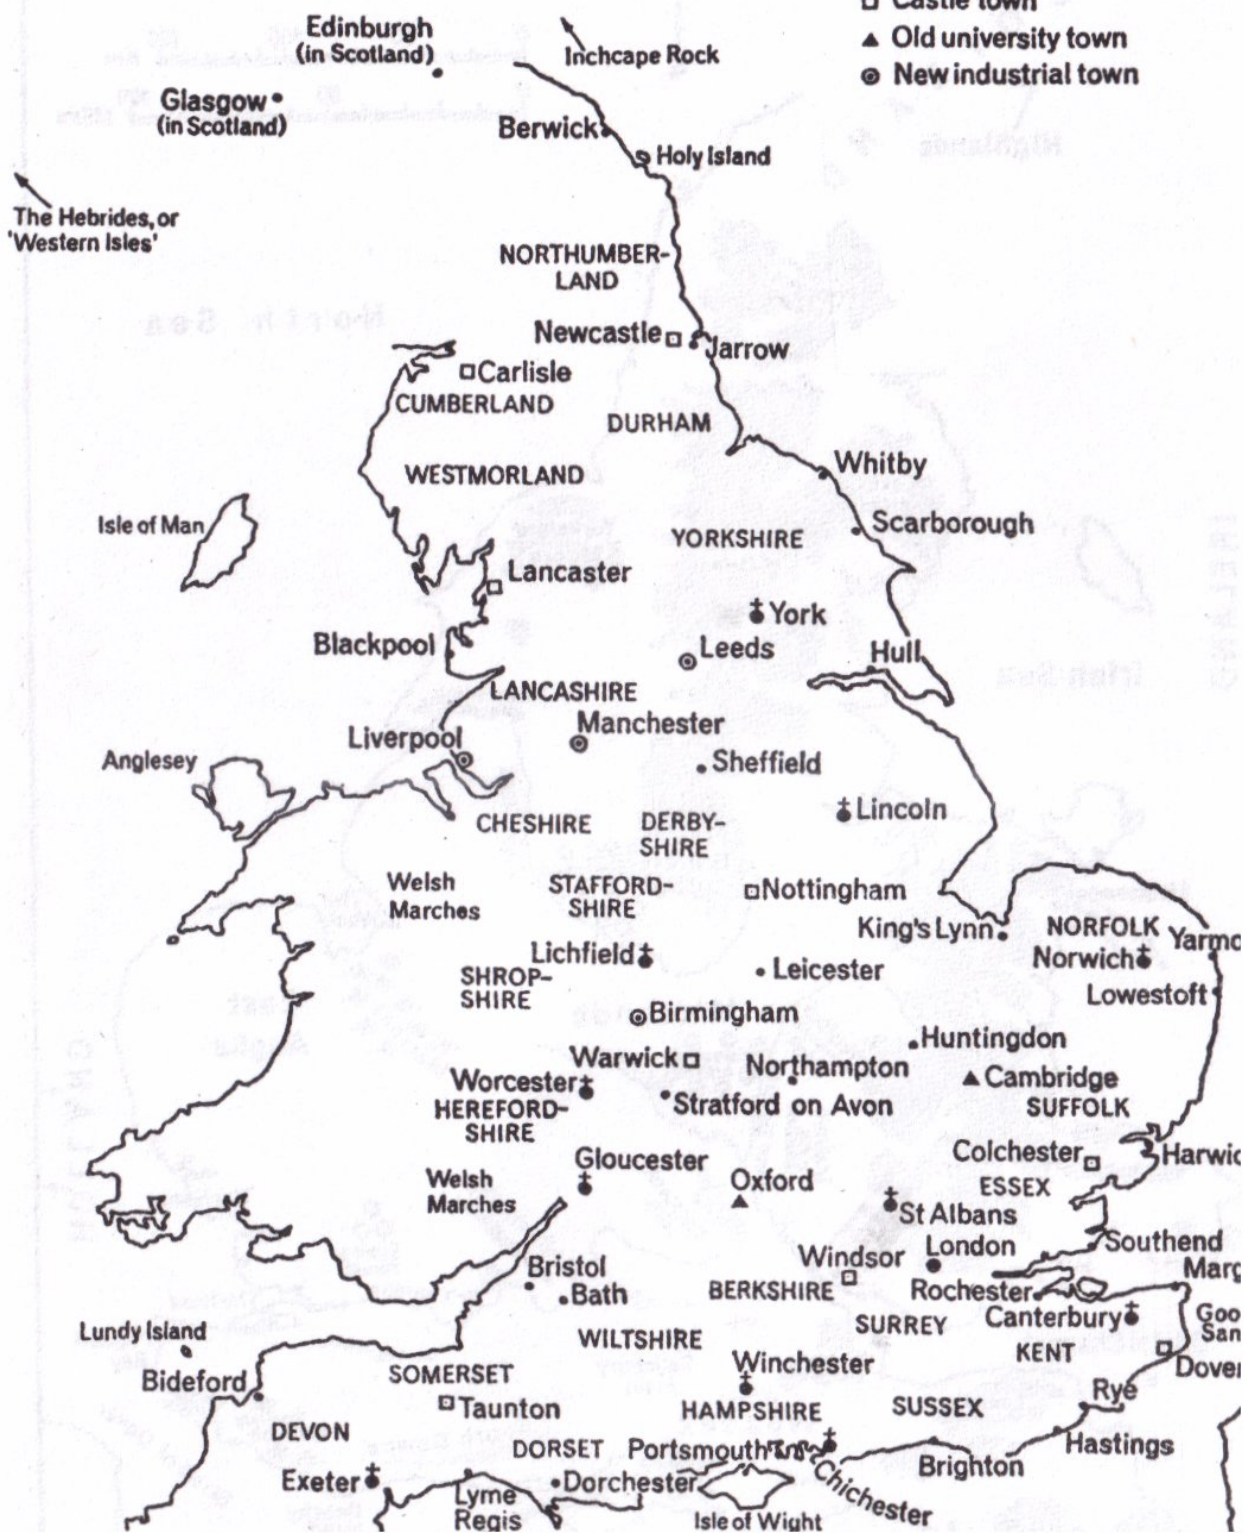 Castle town
Edinburgh
(in Scotland)
Inchcape Rock
Old university town
New industrial town
Glasgow
(in Scotland)
Berwick
Holy Island
The Hebrides, or
'Western Isles'
NORTHUMBER-
LAND
Newcastle
Jarrow
Carlisle
CUMBERLAND
DURHAM
WESTMORLAND
Whitby
Isle of Man
Scarborough
YORKSHIRE
Lancaster
York
Blackpool
Leeds
Hull
LANCASHIRE
Manchester
Liverpool
Anglesey
Sheffield
Lincoln
CHESHIRE
DERBY-
SHIRE
Welsh
Marches
STAFFORD-
SHIRE
Nottingham
King's Lynn
NORFOLK
Yarmo
Lichfield
Norwich
SHROP-
SHIRE
Leicester
Lowestoft
Birmingham
Huntingdon
Warwick
Northampton
Cambridge
Worcester
HEREFORD-
SHIRE
Stratford on Avon
SUFFOLK
Colchester
Harwic
Gloucester
Welsh
Marches
Oxford
ESSEX
St Albans
Windsor
London
Southend
Bristol
Bath
BERKSHIRE
Rochester
Marg
Canterbury
Goo
San
Lundy Island
WILTSHIRE
SURREY
KENT
Dover
Bideford
SOMERSET
Winchester
Rye
Taunton
HAMPSHIRE
SUSSEX
DEVON
DORSET
Portsmouth
Hastings
Exeter
Dorchester
Chichester
Brighton
Lyme
Regis
Isle of Wight